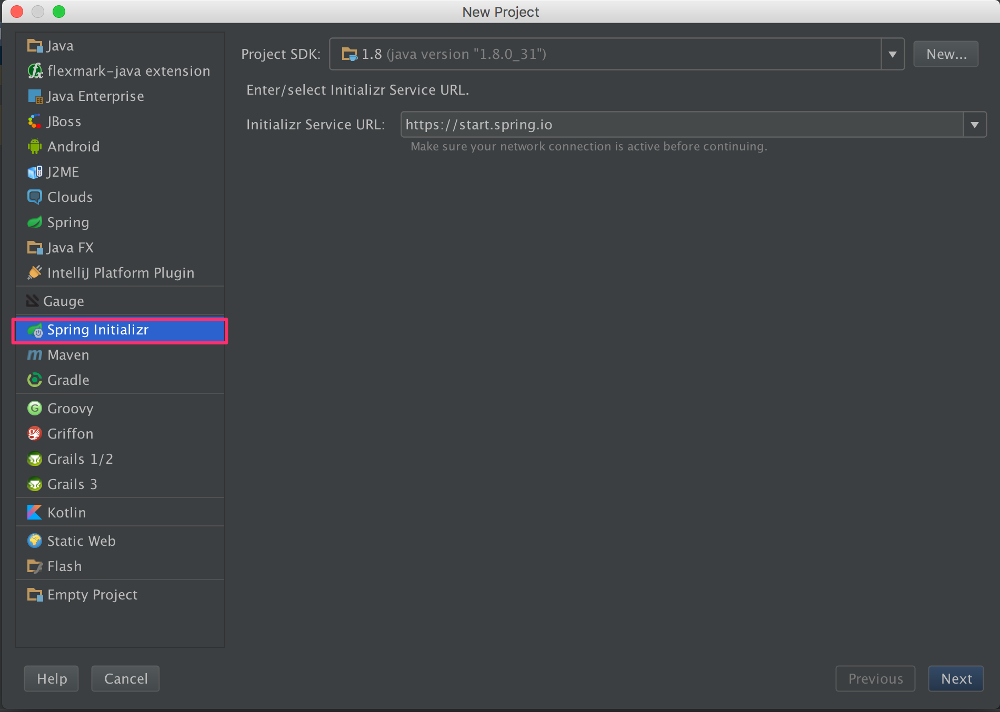 New Project
Java
flexmark-java extension
Java Enterprise
JBoss
Android
J2ME
Clouds
Spring
Java FX
IntelliJ Platform Plugin
Gauge
Spring Initializr
Maven
Gradle
Groovy
Griffon
Grails 1/2
Grails 3
Kotlin
Static Web
Flash
Empty Project
Project SDK: 1.8 (java version "1.8.0_31") New...
Enter/select Initializr Service URL.
Initializr Service URL: https://start.spring.io
Make sure your network connection is active before continuing.
Help Cancel Previous Next